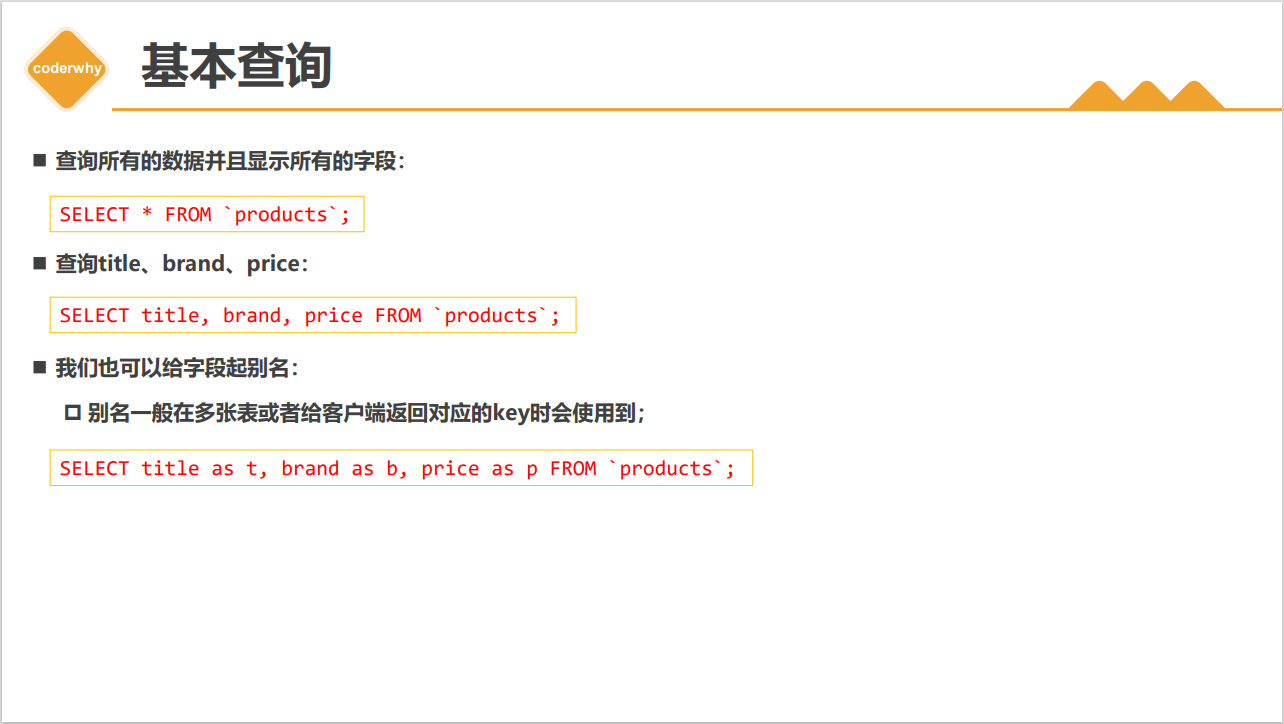 coderwhy
基本查询
查询所有的数据并且显示所有的字段：
SELECT * FROM `products`;
查询title、brand、price：
SELECT title, brand, price FROM `products`;
我们也可以给字段起别名：
别名一般在多张表或者给客户端返回对应的key时会使用到；
SELECT title as t, brand as b, price as p FROM `products`;